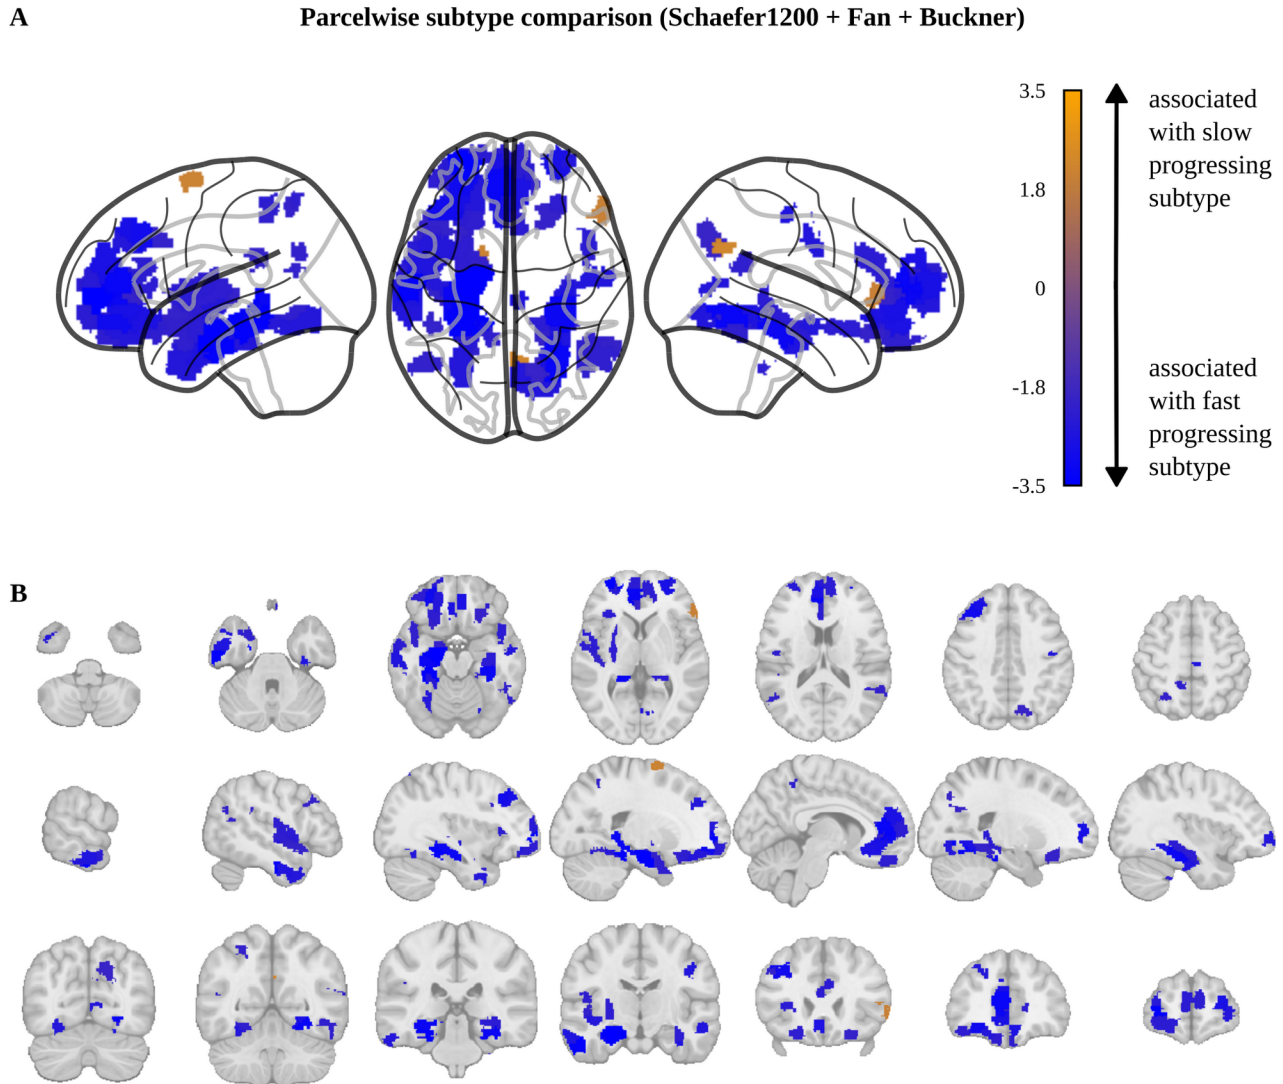 A
Parcelwise subtype comparison (Schaefer1200 + Fan + Buckner)
3.5
1.8
0
-1.8
-3.5
associated
with slow
progressing
subtype
associated
with fast
progressing
subtype
B